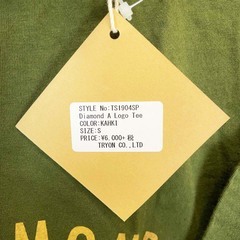 STYLE No:TS1904SP
Diamond A Logo Tee
COLOR:KAHKI
SIZE:S
PRICE:¥6,000+税
TRYON CO.,LTD